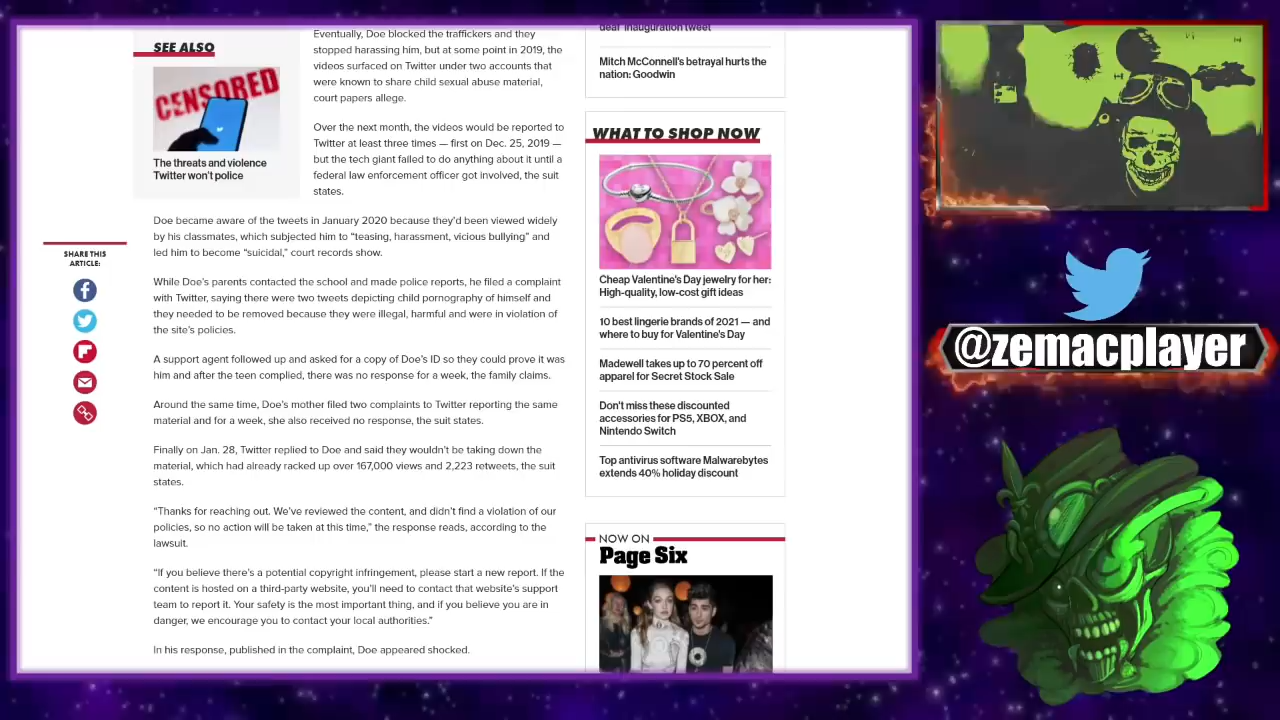 SEE ALSO
CENSORED
The threats and violence
Twitter won't police
SHARE THIS
ARTICLE:
Eventually, Doe blocked the traffickers and they
stopped harassing him, but at some point in 2019, the
videos surfaced on Twitter under two accounts that
were known to share child sexual abuse material,
court papers allege.
Over the next month, the videos would be reported to
Twitter at least three times — first on Dec. 25, 2019 —
but the tech giant failed to do anything about it until a
federal law enforcement officer got involved, the suit
states.
Doe became aware of the tweets in January 2020 because they'd been viewed widely
by his classmates, which subjected him to “teasing, harassment, vicious bullying” and
led him to become “suicidal,” court records show.
While Doe's parents contacted the school and made police reports, he filed a complaint
with Twitter, saying there were two tweets depicting child pornography of himself and
they needed to be removed because they were illegal, harmful and were in violation of
the site's policies.
A support agent followed up and asked for a copy of Doe's ID so they could prove it was
him and after the teen complied, there was no response for a week, the family claims.
Around the same time, Doe's mother filed two complaints to Twitter reporting the same
material and for a week, she also received no response, the suit states.
Finally on Jan. 28, Twitter replied to Doe and said they wouldn't be taking down the
material, which had already racked up over 167,000 views and 2,223 retweets, the suit
states.
“Thanks for reaching out. We've reviewed the content, and didn't find a violation of our
policies, so no action will be taken at this time,” the response reads, according to the
lawsuit.
“If you believe there's a potential copyright infringement, please start a new report. If the
content is hosted on a third-party website, you'll need to contact that website's support
team to report it. Your safety is the most important thing, and if you believe you are in
danger, we encourage you to contact your local authorities.”
In his response, published in the complaint, Doe appeared shocked.
dear' inauguration tweet
Mitch McConnell's betrayal hurts the
nation: Goodwin
WHAT TO SHOP NOW
Cheap Valentine's Day jewelry for her:
High-quality, low-cost gift ideas
10 best lingerie brands of 2021 — and
where to buy for Valentine's Day
Madewell takes up to 70 percent off
apparel for Secret Stock Sale
Don't miss these discounted
accessories for PS5, XBOX, and
Nintendo Switch
Top antivirus software Malwarebytes
extends 40% holiday discount
NOW ON
Page Six
@zemacplayer